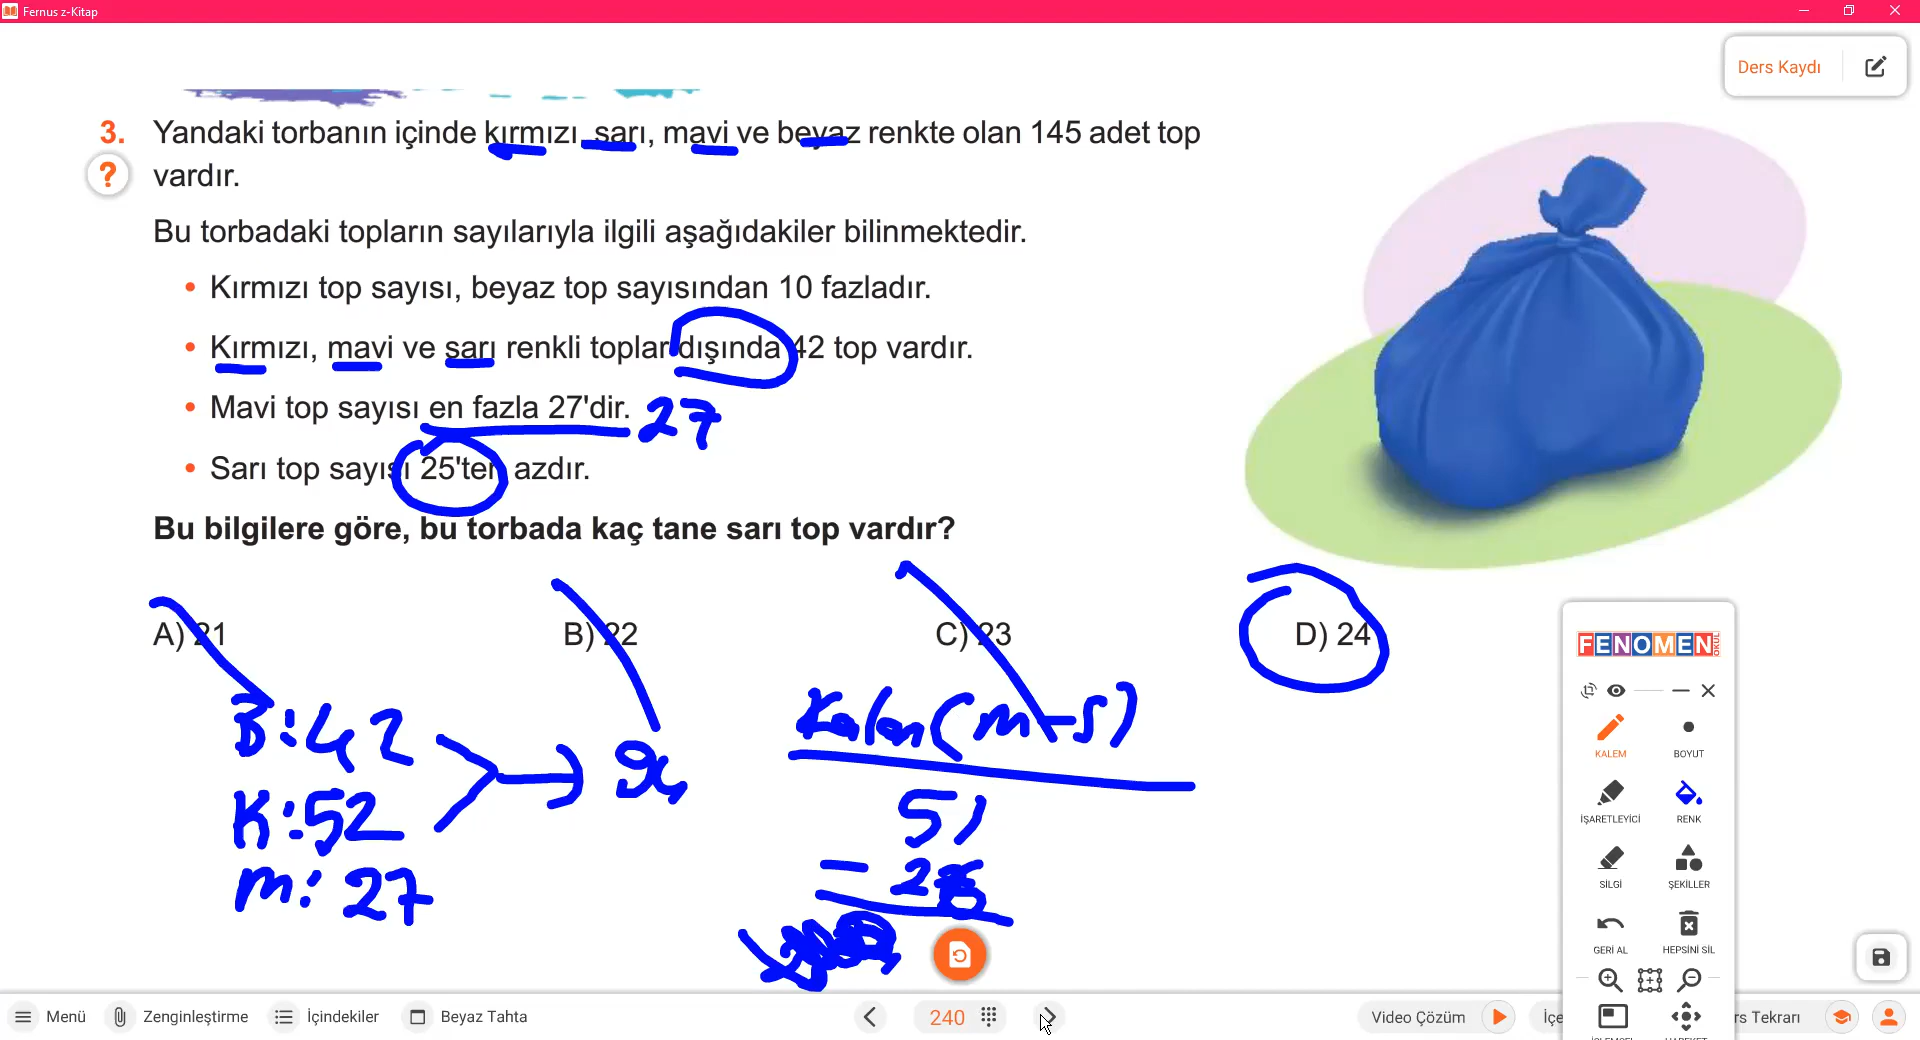 Fernus z-Kitap
Ders Kaydı
3. Yandaki torbanın içinde kırmızı, sarı, mavi ve beyaz renkte olan 145 adet top
? vardır.
Bu torbadaki topların sayılarıyla ilgili aşağıdakiler bilinmektedir.
• Kırmızı top sayısı, beyaz top sayısından 10 fazladır.
• Kırmızı, mavi ve sarı renkli toplar dışında 42 top vardır.
• Mavi top sayısı en fazla 27'dir. 27
• Sarı top sayısı 25'ten azdır.
Bu bilgilere göre, bu torbada kaç tane sarı top vardır?
A) 21 B) 22 C) 23 D) 24
B:42
K:52
m:27
94
Kalan (m-s)
51
FENOMEN OKUL
KALEM BOYUT
İŞARETLEYİCİ RENK
SİLGİ ŞEKİLLER
GERİ AL HEPSİNİ SİL
Menü Zenginleştirme İçindekiler Beyaz Tahta 240 Video Çözüm İçe rs Tekrarı